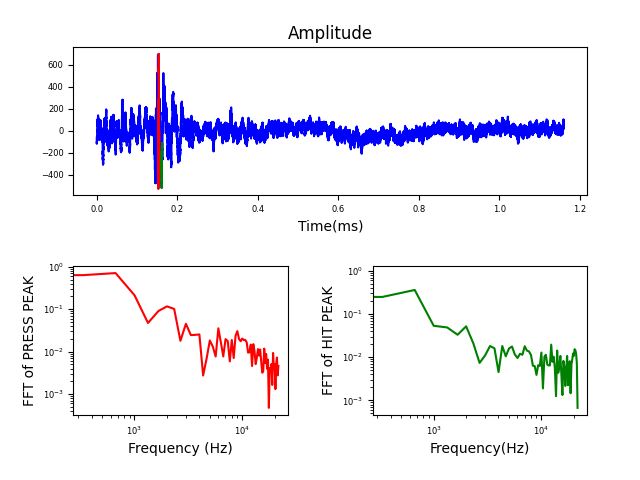 Amplitude
600
400
200
0
−200
−400
0.0 0.2 0.4 0.6 0.8 1.0 1.2
Time(ms)
FFT of PRESS PEAK
10⁰
10⁻¹
10⁻²
10⁻³
10³ 10⁴
Frequency (Hz)
FFT of HIT PEAK
10⁰
10⁻¹
10⁻²
10⁻³
10³ 10⁴
Frequency(Hz)